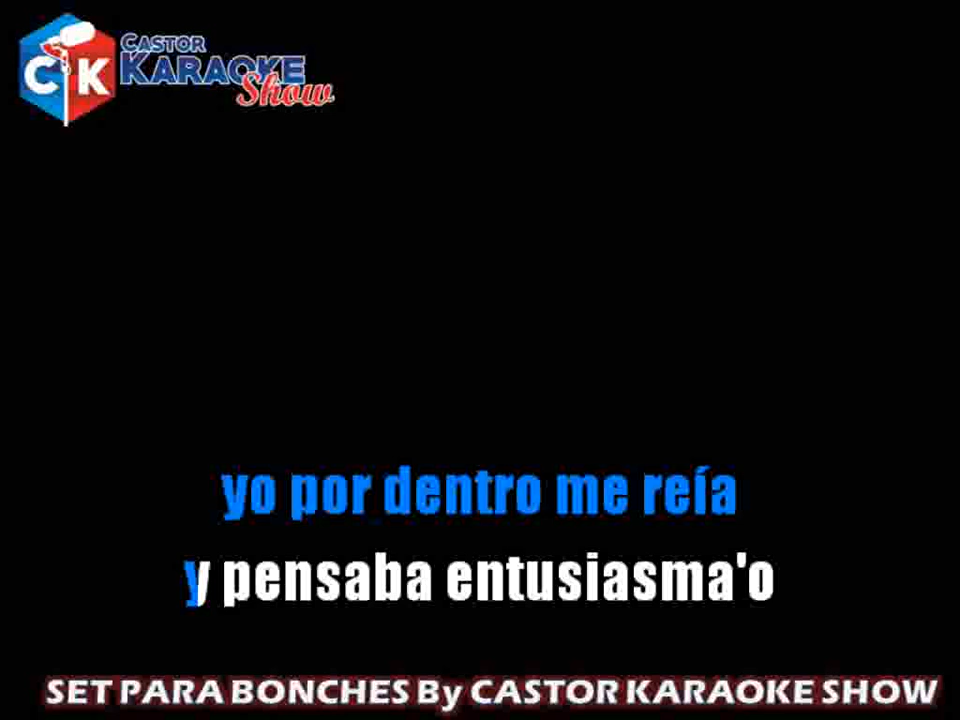 CK
CASTOR
KARAOKE
Show
yo por dentro me reía
y pensaba entusiasma'o
SET PARA BONCHES By CASTOR KARAOKE SHOW